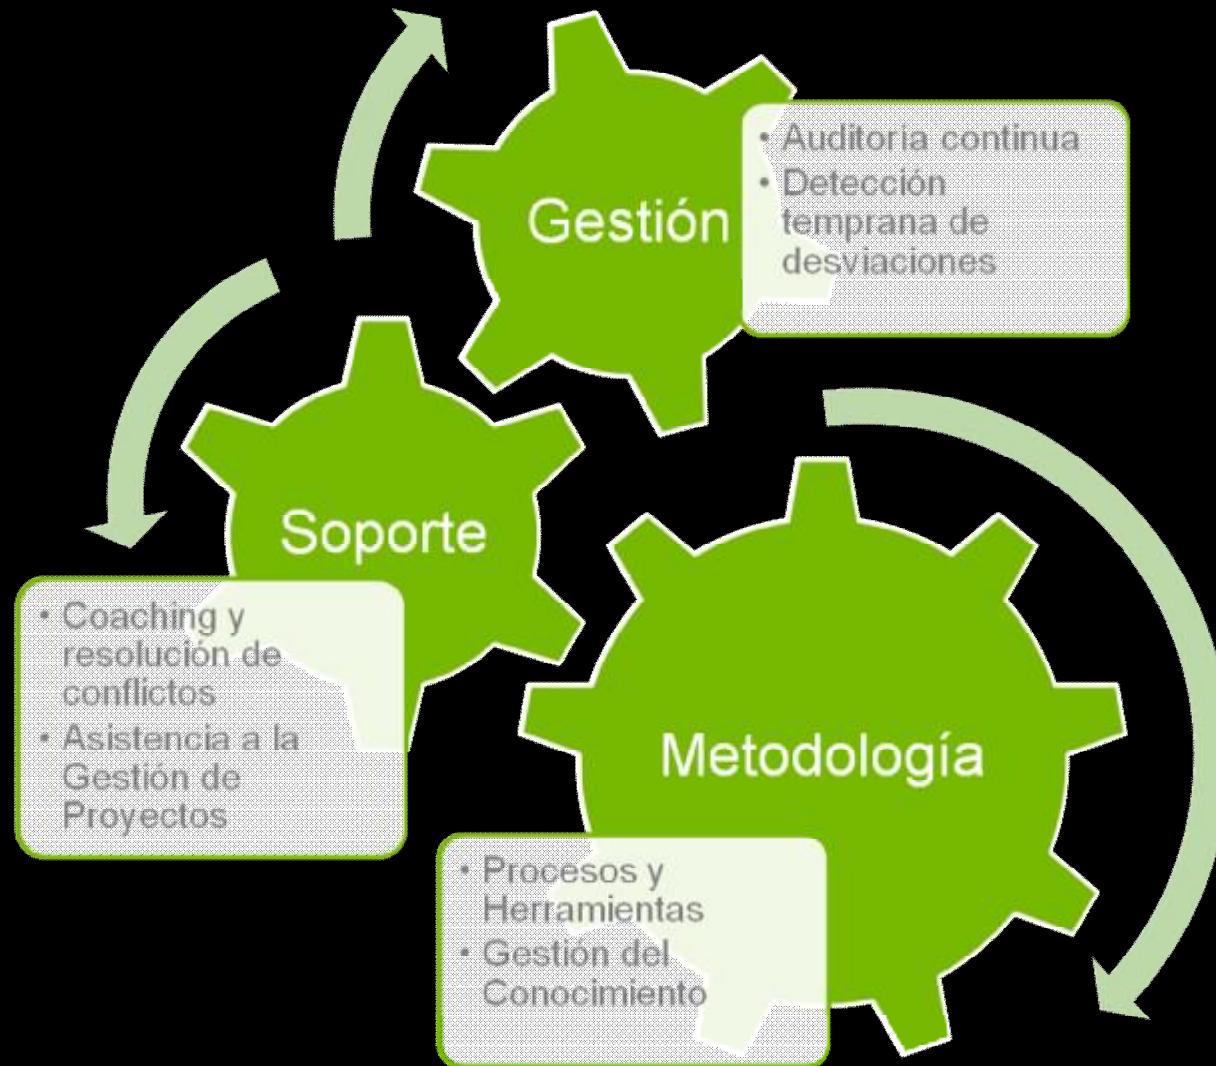 Gestión
• Auditoria continua
• Detección
temprana de
desviaciones
Soporte
• Coaching y
resolución de
conflictos
• Asistencia a la
Gestión de
Proyectos
Metodología
• Procesos y
Herramientas
• Gestión del
Conocimiento